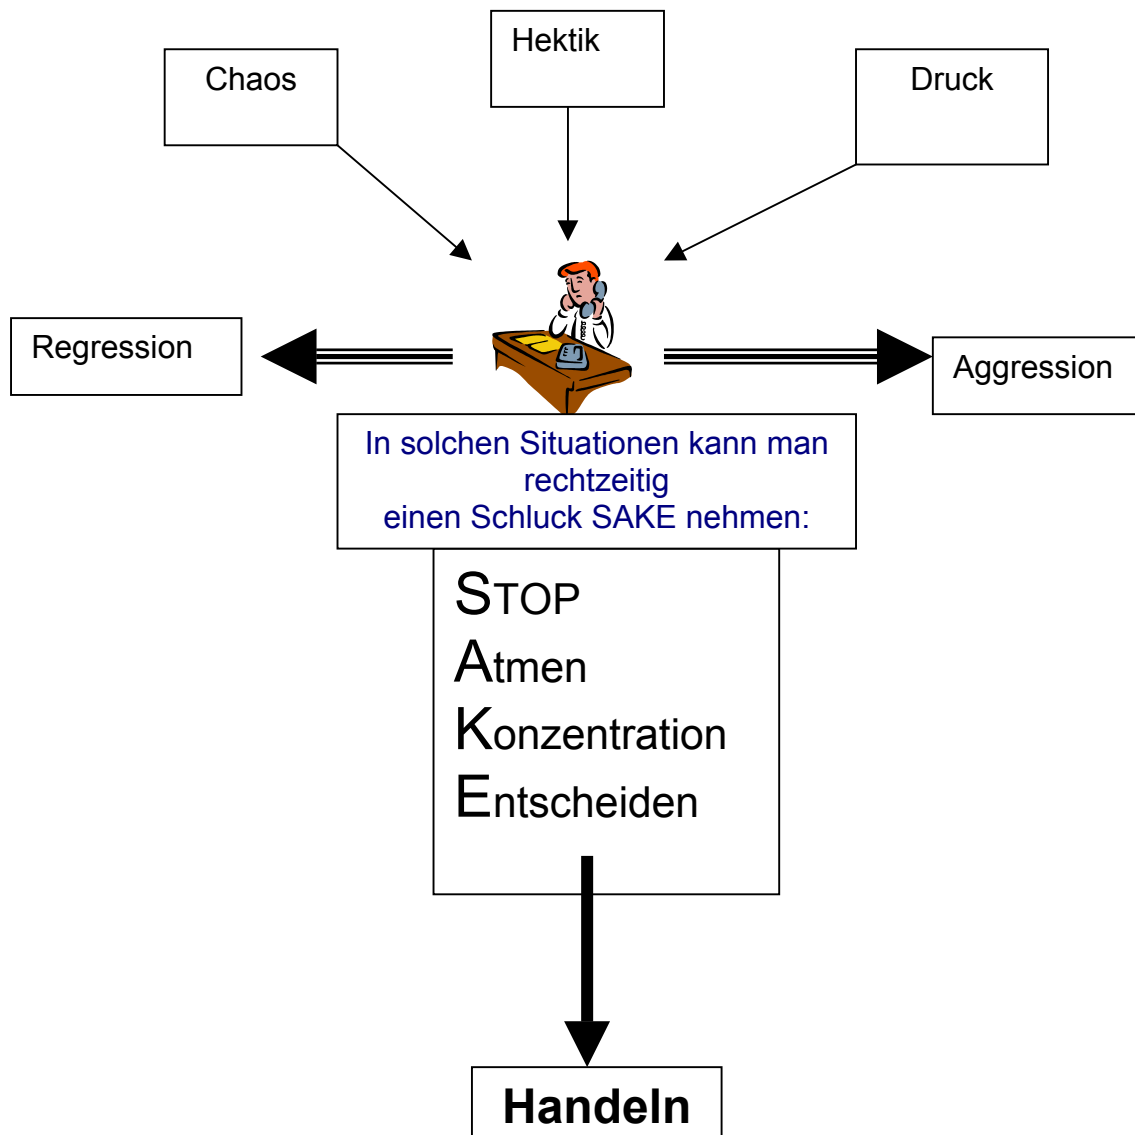 Hektik
Chaos
Druck
Regression
Aggression
In solchen Situationen kann man
rechtzeitig
einen Schluck SAKE nehmen:
STOP
Atmen
Konzentration
Entscheiden
Handeln